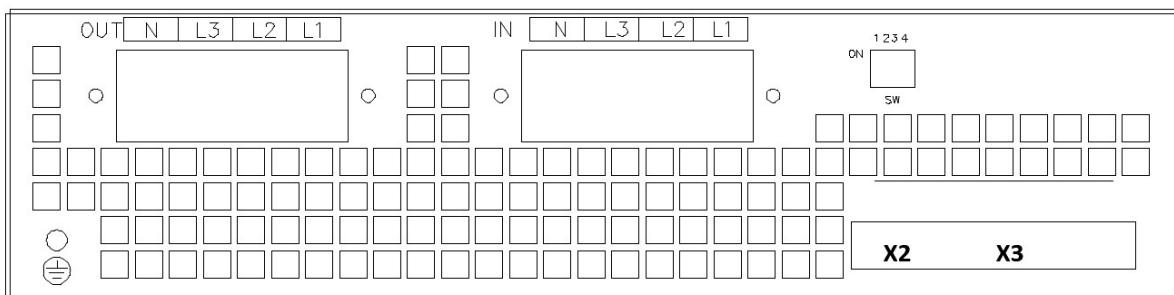 OUT N L3 L2 L1 IN N L3 L2 L1
1 2 3 4
ON
SW
X2 X3